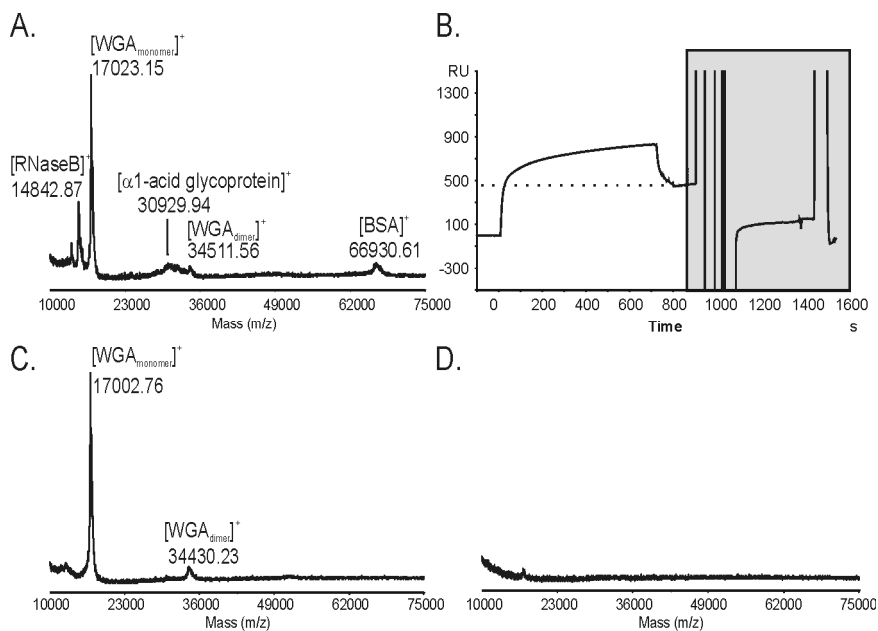 A.
[WGAmonomer]+
17023.15
[RNaseB]+
14842.87
[α1-acid glycoprotein]+
30929.94
[WGAdimer]+
34511.56
[BSA]+
66930.61
10000 23000 36000 49000 62000 75000
Mass (m/z)
B.
RU
1300
900
500
100
-300
0 200 400 600 800 1000 1200 1400 1600
Time s
C.
[WGAmonomer]+
17002.76
[WGAdimer]+
34430.23
10000 23000 36000 49000 62000 75000
Mass (m/z)
D.
10000 23000 36000 49000 62000 75000
Mass (m/z)